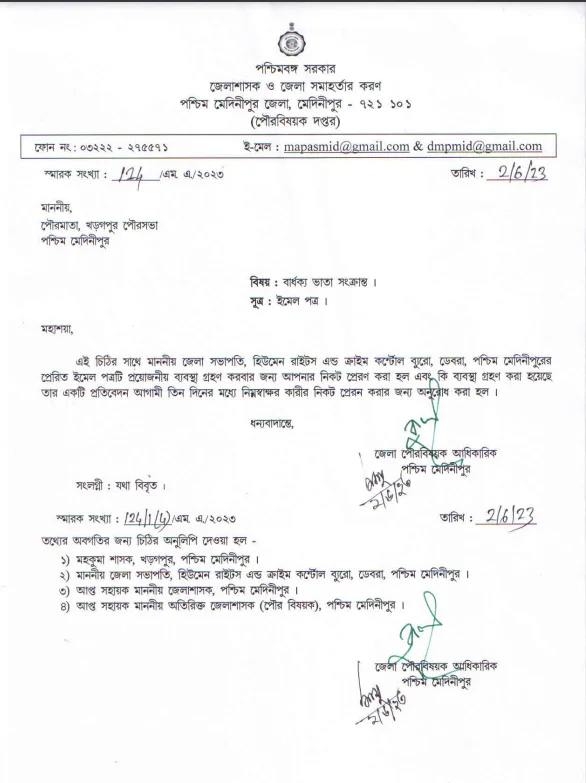 পশ্চিমবঙ্গ সরকার
জেলাশাসক ও জেলা সমাহর্তার করণ
পশ্চিম মেদিনীপুর জেলা, মেদিনীপুর - ৭২১ ১০১
(পৌরবিষয়ক দপ্তর)
ফোন নং : ০৩২২২ - ২৭৫৫৭১ ই-মেল : mapasmid@gmail.com & dmpmid@gmail.com
স্মারক সংখ্যা : 124 /এম. এ./২০২৩ তারিখ : 2/6/23
মাননীয়,
পৌরমাতা, খড়গপুর পৌরসভা
পশ্চিম মেদিনীপুর
বিষয় : বার্ধক্য ভাতা সংক্রান্ত ।
সূত্র : ইমেল পত্র ।
মহাশয়া,
এই চিঠির সাথে মাননীয় জেলা সভাপতি, হিউমেন রাইটস এন্ড ক্রাইম কন্টোল ব্যুরো, ডেবরা, পশ্চিম মেদিনীপুরের
প্রেরিত ইমেল পত্রটি প্রয়োজনীয় ব্যবস্থা গ্রহণ করবার জন্য আপনার নিকট প্রেরণ করা হল এবং কি ব্যবস্থা গ্রহণ করা হয়েছে
তার একটি প্রতিবেদন আগামী তিন দিনের মধ্যে নিম্নস্বাক্ষর কারীর নিকট প্রেরন করার জন্য অনুরোধ করা হল ।
ধন্যবাদান্তে,
জেলা পৌরবিষয়ক আধিকারিক
পশ্চিম মেদিনীপুর
সংলগ্নী : যথা বিবৃত ।
স্মারক সংখ্যা : 124/1(4)/এম. এ./২০২৩ তারিখ : 2/6/23
তথ্যের অবগতির জন্য চিঠির অনুলিপি দেওয়া হল -
১) মহকুমা শাসক, খড়গপুর, পশ্চিম মেদিনীপুর ।
২) মাননীয় জেলা সভাপতি, হিউমেন রাইটস এন্ড ক্রাইম কন্টোল ব্যুরো, ডেবরা, পশ্চিম মেদিনীপুর ।
৩) আপ্ত সহায়ক মাননীয় জেলাশাসক, পশ্চিম মেদিনীপুর ।
৪) আপ্ত সহায়ক মাননীয় অতিরিক্ত জেলাশাসক (পৌর বিষয়ক), পশ্চিম মেদিনীপুর ।
জেলা পৌরবিষয়ক আধিকারিক
পশ্চিম মেদিনীপুর